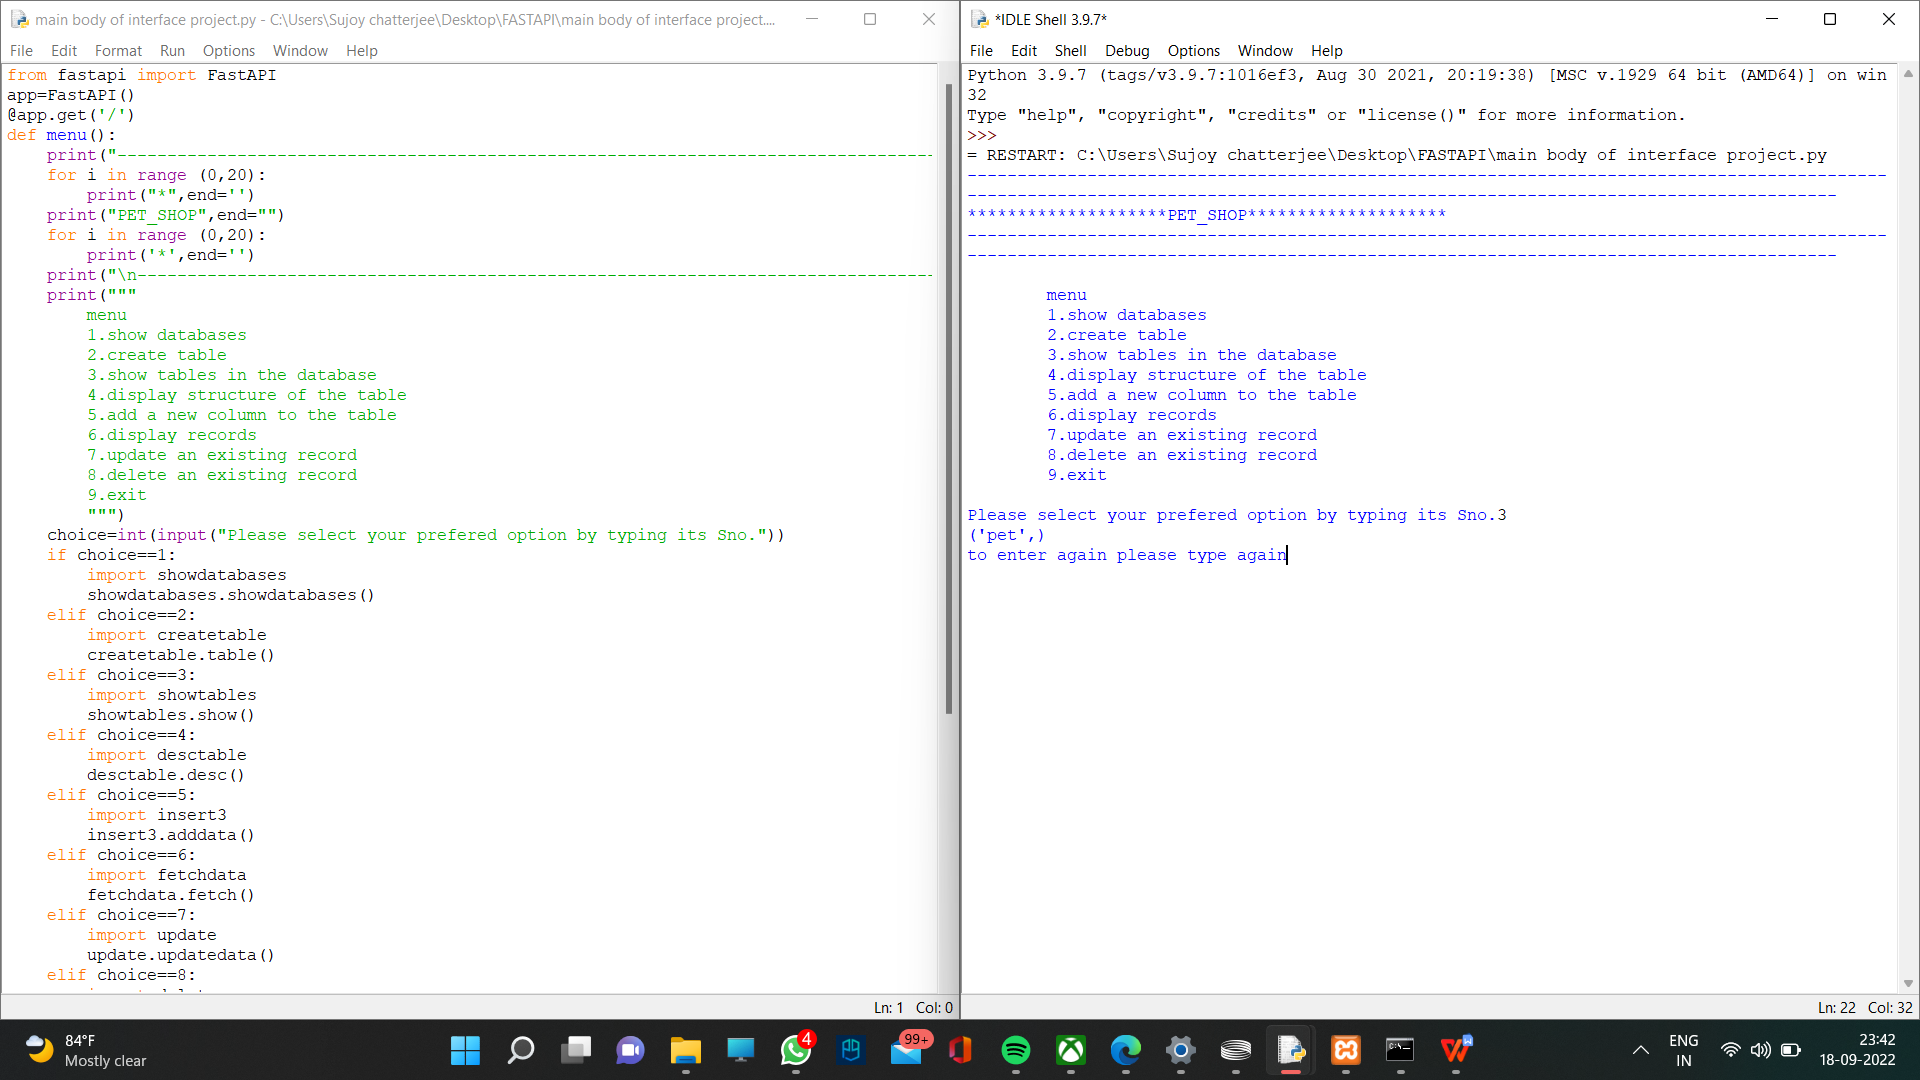 main body of interface project.py - C:\Users\Sujoy chatterjee\Desktop\FASTAPI\main body of interface project....
File Edit Format Run Options Window Help
from fastapi import FastAPI
app=FastAPI()
@app.get('/')
def menu():
    print("---------------------------------------------------------------------------------
    for i in range (0,20):
        print("*",end='')
    print("PET_SHOP",end="")
    for i in range (0,20):
        print('*',end='')
    print("\n-------------------------------------------------------------------------------
    print("""
        menu
        1.show databases
        2.create table
        3.show tables in the database
        4.display structure of the table
        5.add a new column to the table
        6.display records
        7.update an existing record
        8.delete an existing record
        9.exit
        """)
    choice=int(input("Please select your prefered option by typing its Sno."))
    if choice==1:
        import showdatabases
        showdatabases.showdatabases()
    elif choice==2:
        import createtable
        createtable.table()
    elif choice==3:
        import showtables
        showtables.show()
    elif choice==4:
        import desctable
        desctable.desc()
    elif choice==5:
        import insert3
        insert3.adddata()
    elif choice==6:
        import fetchdata
        fetchdata.fetch()
    elif choice==7:
        import update
        update.updatedata()
    elif choice==8:
Ln: 1 Col: 0
*IDLE Shell 3.9.7*
File Edit Shell Debug Options Window Help
Python 3.9.7 (tags/v3.9.7:1016ef3, Aug 30 2021, 20:19:38) [MSC v.1929 64 bit (AMD64)] on win
32
Type "help", "copyright", "credits" or "license()" for more information.
>>>
= RESTART: C:\Users\Sujoy chatterjee\Desktop\FASTAPI\main body of interface project.py
--------------------------------------------------------------------------------------------
---------------------------------------------------------------------------------------
********************PET_SHOP********************
--------------------------------------------------------------------------------------------
---------------------------------------------------------------------------------------
        menu
        1.show databases
        2.create table
        3.show tables in the database
        4.display structure of the table
        5.add a new column to the table
        6.display records
        7.update an existing record
        8.delete an existing record
        9.exit
Please select your prefered option by typing its Sno.3
('pet',)
to enter again please type again
Ln: 22 Col: 32
84°F
Mostly clear
4
99+
ENG
IN
23:42
18-09-2022